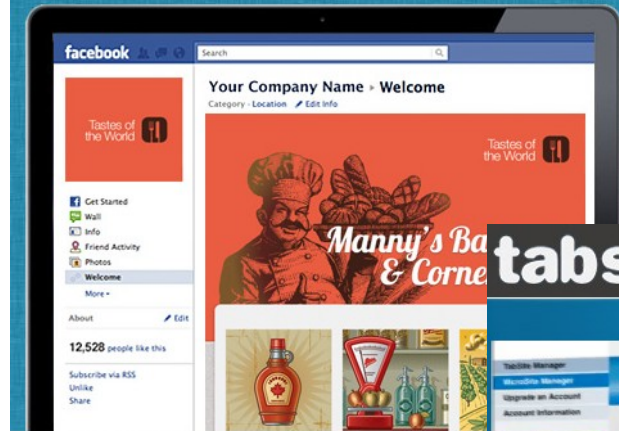 facebook
Search
Your Company Name ▸ Welcome
Category · Location Edit Info
Tastes of
the World
Tastes of
the World
Get Started
Wall
Info
Friend Activity
Photos
Welcome
More
About Edit
12,528 people like this
Subscribe via RSS
Unlike
Share
Manny's Ba
& Corne
tabs
TabSite Manager
MicroSite Manager
Upgrade an Account
Account Information